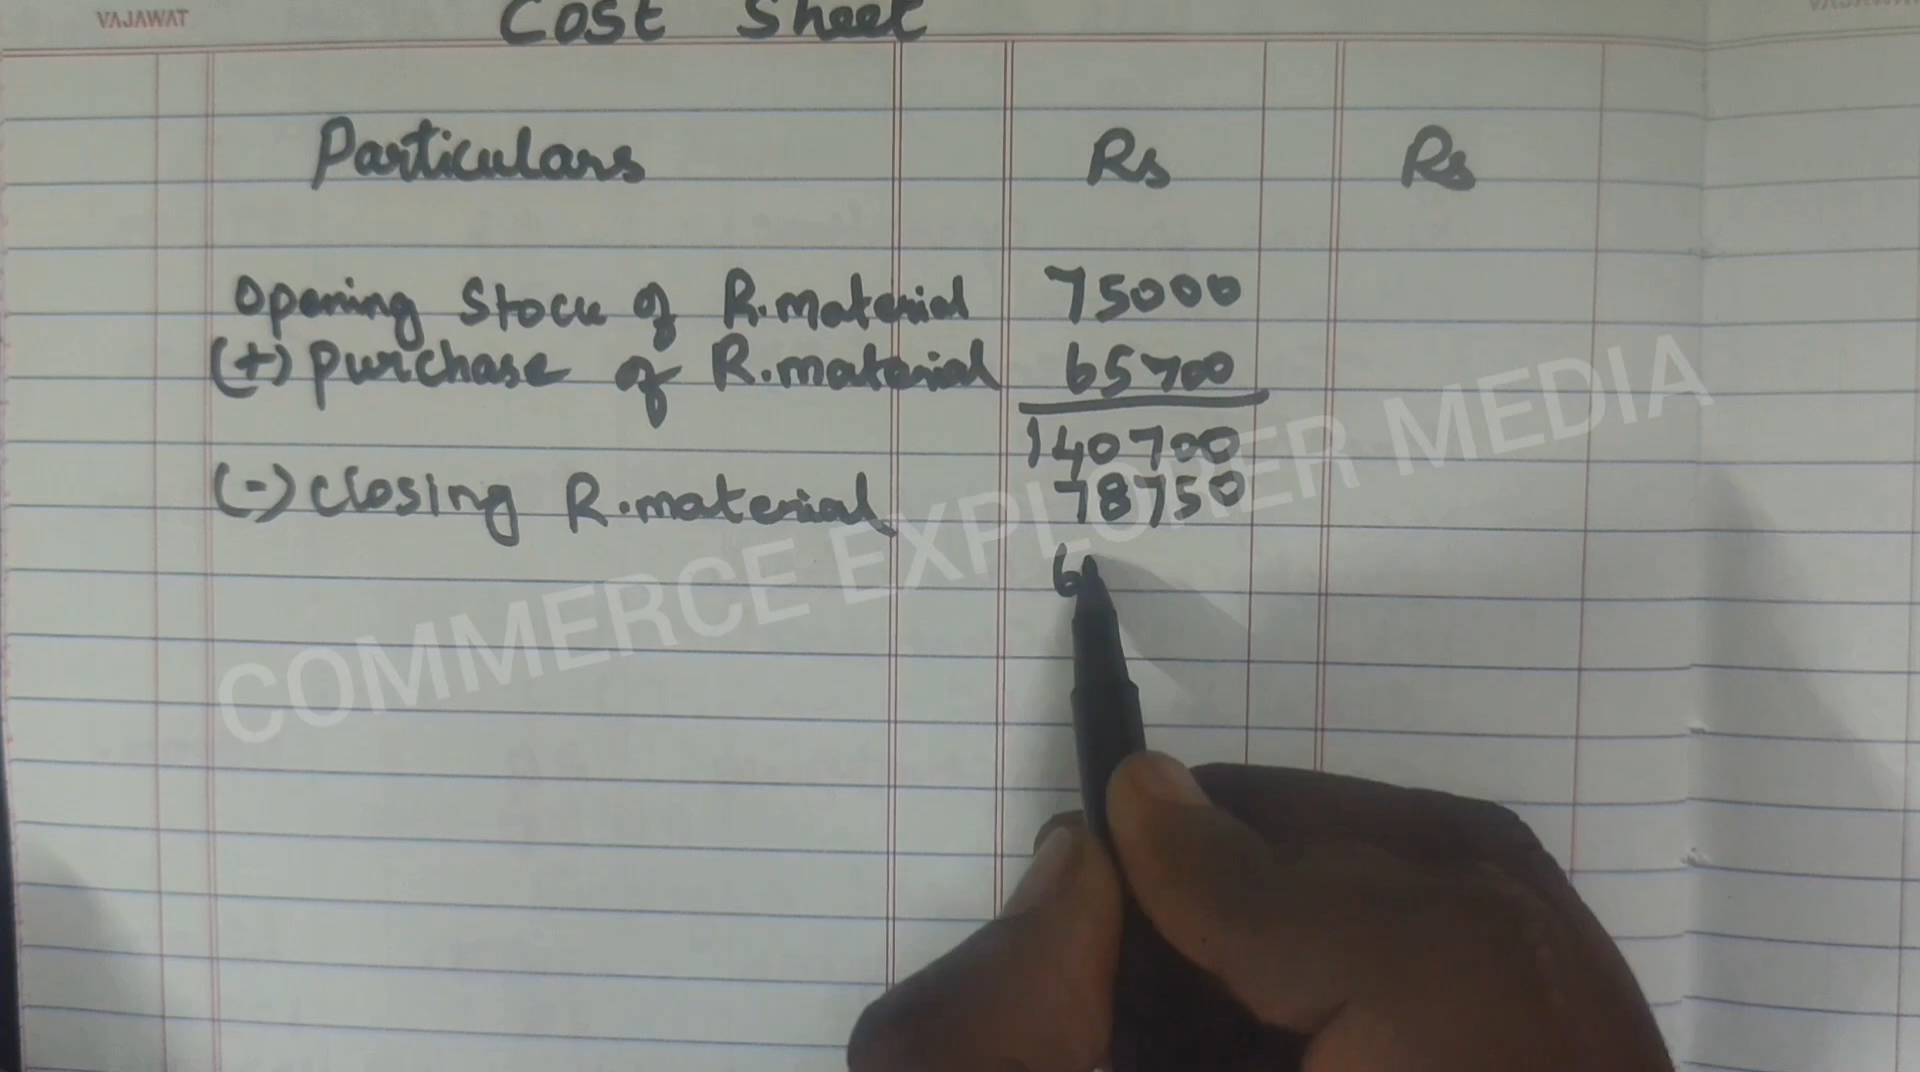 VAJAWAT
Cost Sheet
Particulars Rs Rs
Opening Stock of R.material 75000
(+) Purchase of R.material 65700
140700
(-) Closing R.material 78750
6
COMMERCE EXPLORER MEDIA